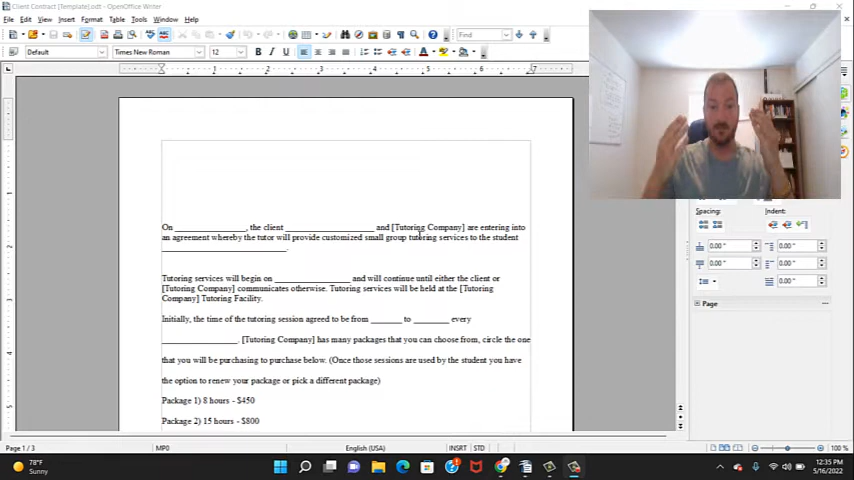 Client Contract [Template].odt - OpenOffice Writer
File Edit View Insert Format Table Tools Window Help
Default Times New Roman 12 Find
On _______________, the client ____________________ and [Tutoring Company] are entering into
an agreement whereby the tutor will provide customized small group tutoring services to the student
____________________________.
Tutoring services will begin on _________________ and will continue until either the client or
[Tutoring Company] communicates otherwise. Tutoring services will be held at the [Tutoring
Company] Tutoring Facility.
Initially, the time of the tutoring session agreed to be from _______ to ________ every
_________________. [Tutoring Company] has many packages that you can choose from, circle the one
that you will be purchasing to purchase below. (Once those sessions are used by the student you have
the option to renew your package or pick a different package)
Package 1) 8 hours - $450
Package 2) 15 hours - $800
Spacing: Indent:
0.00 " 0.00 "
0.00 " 0.00 "
0.00 "
Page
Page 1 / 3 MP0 English (USA) INSRT STD 100 %
78°F
Sunny
12:35 PM
5/16/2022